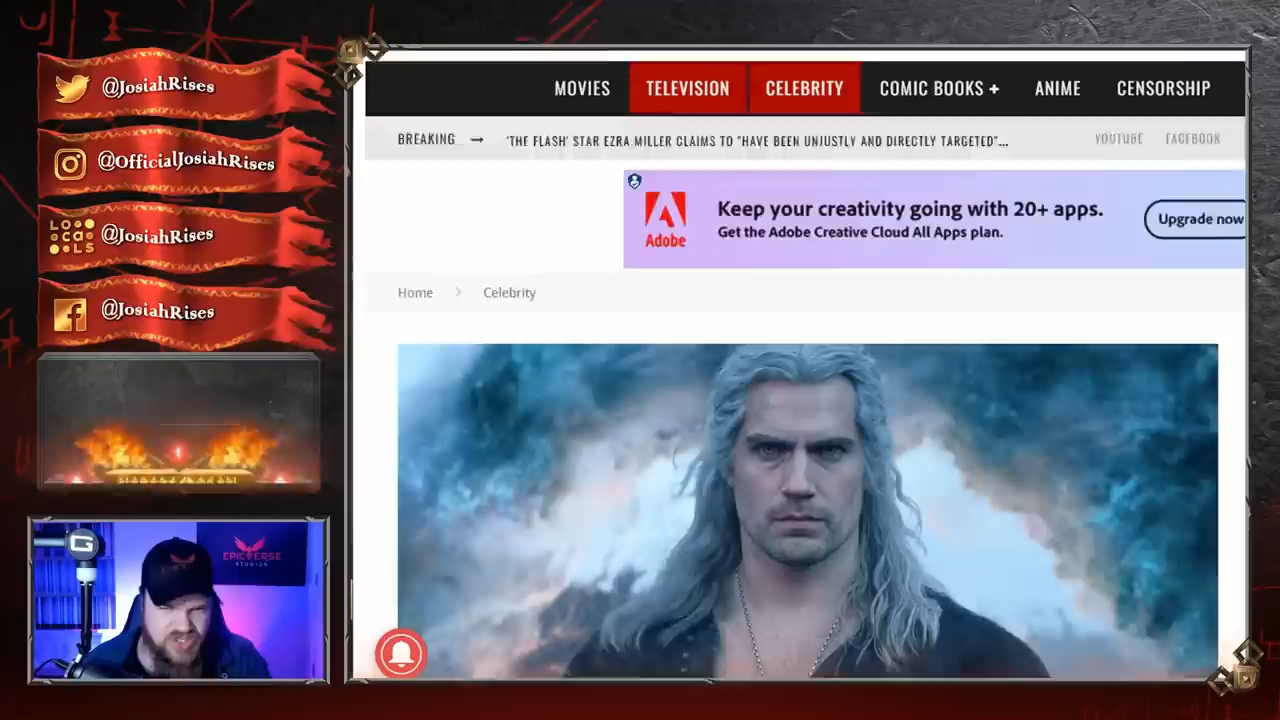 @JosiahRises
@OfficialJosiahRises
LOCALS
@JosiahRises
@JosiahRises
EPICVERSE
STUDIOS
MOVIES TELEVISION CELEBRITY COMIC BOOKS + ANIME CENSORSHIP
BREAKING → 'THE FLASH' STAR EZRA MILLER CLAIMS TO "HAVE BEEN UNJUSTLY AND DIRECTLY TARGETED"... YOUTUBE FACEBOOK
Adobe
Keep your creativity going with 20+ apps.
Get the Adobe Creative Cloud All Apps plan.
Upgrade now
Home > Celebrity